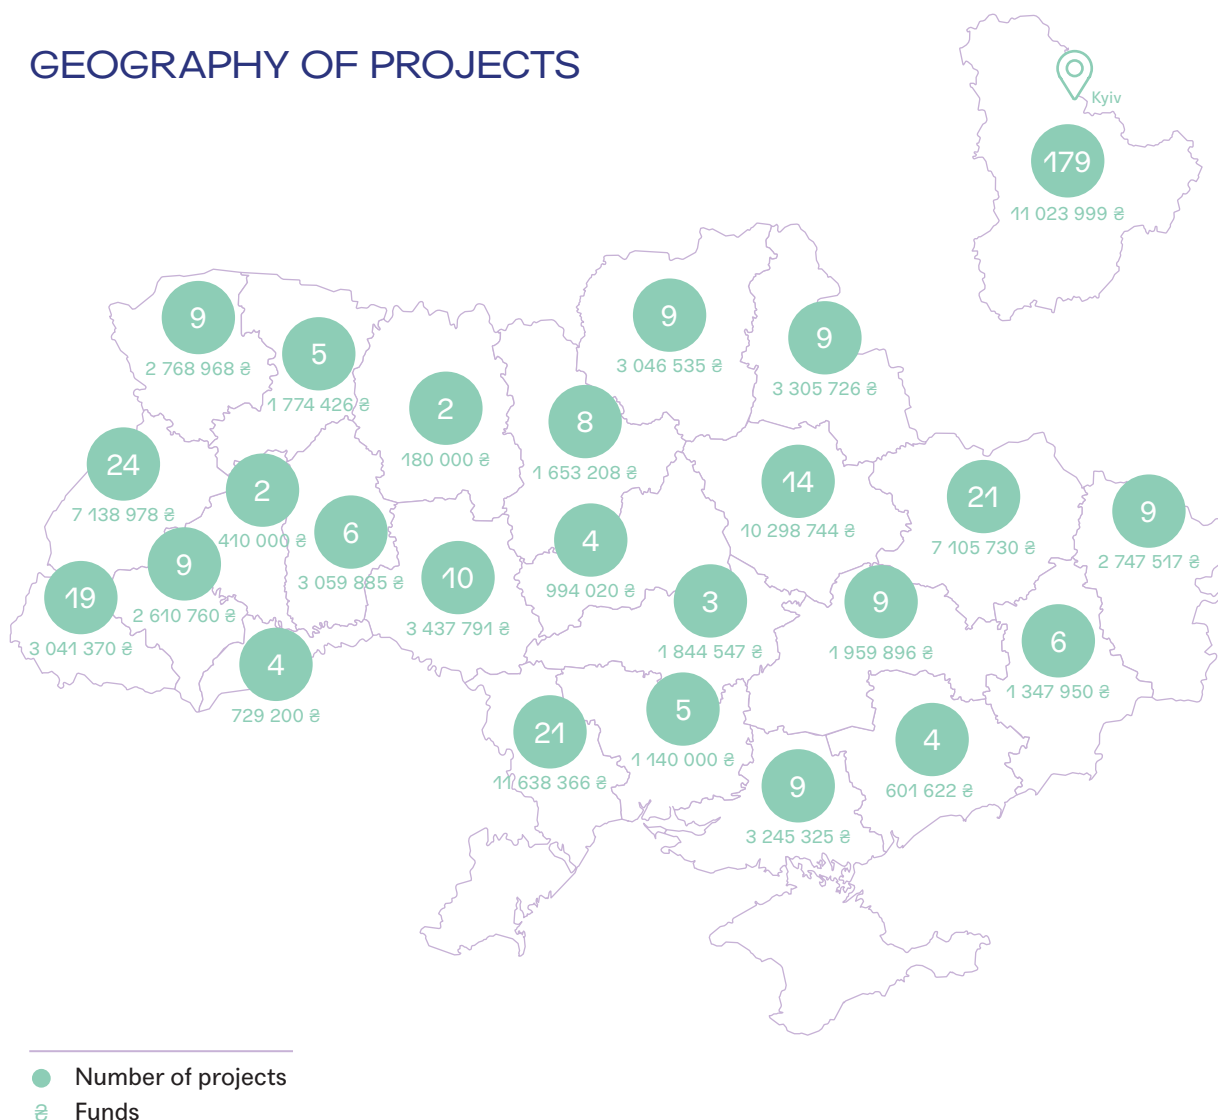 GEOGRAPHY OF PROJECTS
Kyiv
179
11 023 999 ₴
9
2 768 968 ₴
5
1 774 426 ₴
2
180 000 ₴
9
3 046 535 ₴
9
3 305 726 ₴
8
1 653 208 ₴
24
7 138 978 ₴
2
410 000 ₴
6
3 059 885 ₴
4
994 020 ₴
14
10 298 744 ₴
21
7 105 730 ₴
9
2 747 517 ₴
19
3 041 370 ₴
9
2 610 760 ₴
10
3 437 791 ₴
3
1 844 547 ₴
9
1 959 896 ₴
6
1 347 950 ₴
4
729 200 ₴
21
11 638 366 ₴
5
1 140 000 ₴
9
3 245 325 ₴
4
601 622 ₴
Number of projects
₴ Funds